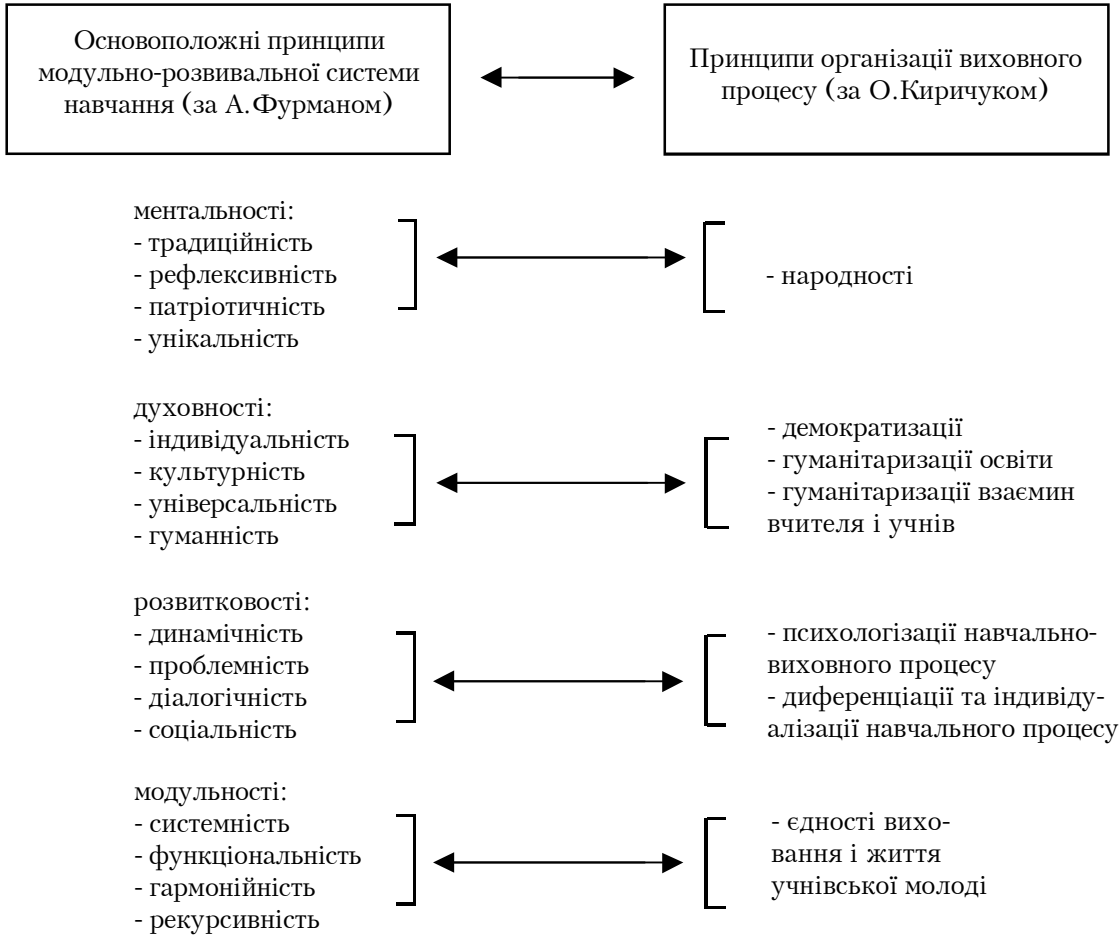 Основоположні принципи
модульно-розвивальної системи
навчання (за А.Фурманом)
Принципи організації виховного
процесу (за О.Киричуком)
ментальності:
- традиційність
- рефлексивність
- патріотичність
- унікальність
- народності
духовності:
- індивідуальність
- культурність
- універсальність
- гуманність
- демократизації
- гуманітаризації освіти
- гуманітаризації взаємин
вчителя і учнів
розвитковості:
- динамічність
- проблемність
- діалогічність
- соціальність
- психологізації навчально-
виховного процесу
- диференціації та індивіду-
алізації навчального процесу
модульності:
- системність
- функціональність
- гармонійність
- рекурсивність
- єдності вихо-
вання і життя
учнівської молоді